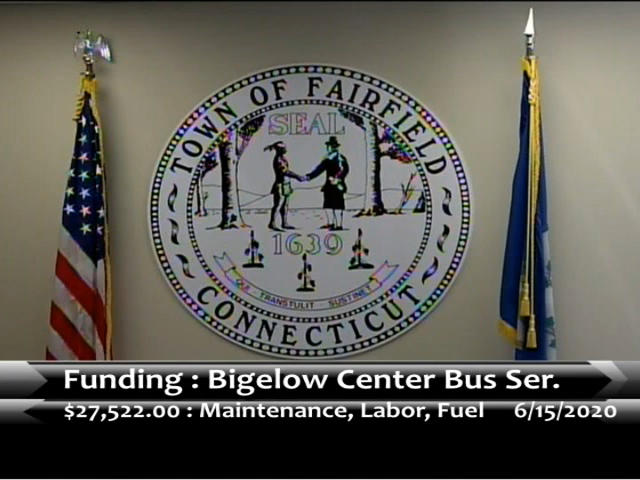 TOWN OF FAIRFIELD
SEAL
1639
QUI TRANSTULIT SUSTINET
CONNECTICUT
Funding : Bigelow Center Bus Ser.
$27,522.00 : Maintenance, Labor, Fuel 6/15/2020